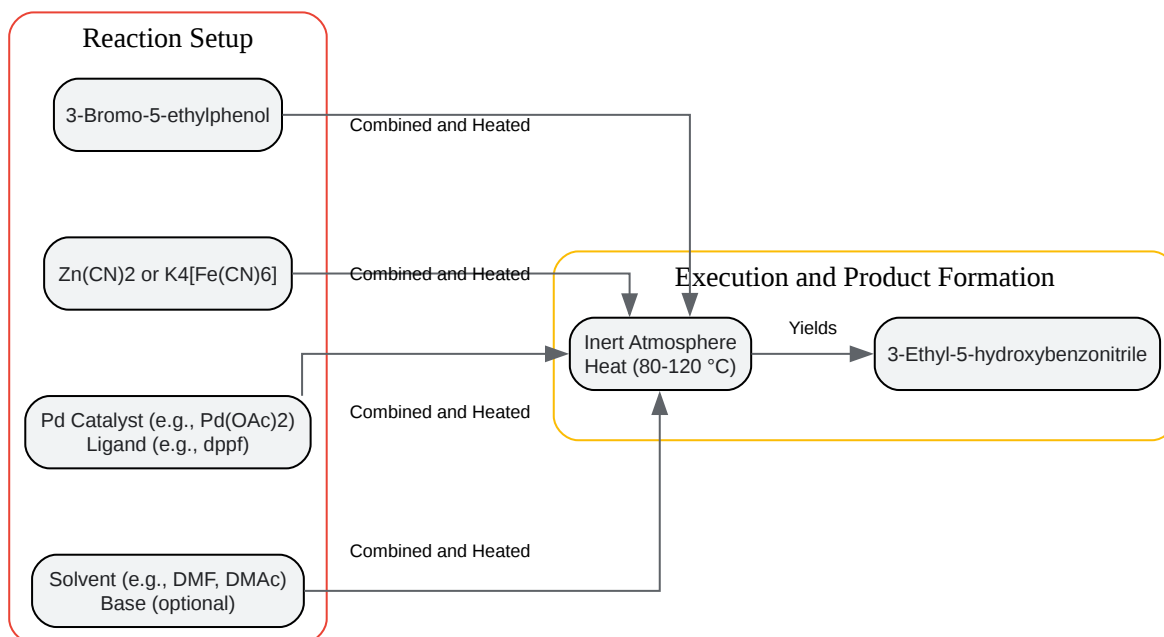 Reaction Setup
3-Bromo-5-ethylphenol
Combined and Heated
Zn(CN)2 or K4[Fe(CN)6]
Combined and Heated
Execution and Product Formation
Inert Atmosphere
Heat (80-120 °C)
Yields
3-Ethyl-5-hydroxybenzonitrile
Pd Catalyst (e.g., Pd(OAc)2)
Ligand (e.g., dppf)
Combined and Heated
Solvent (e.g., DMF, DMAc)
Base (optional)
Combined and Heated